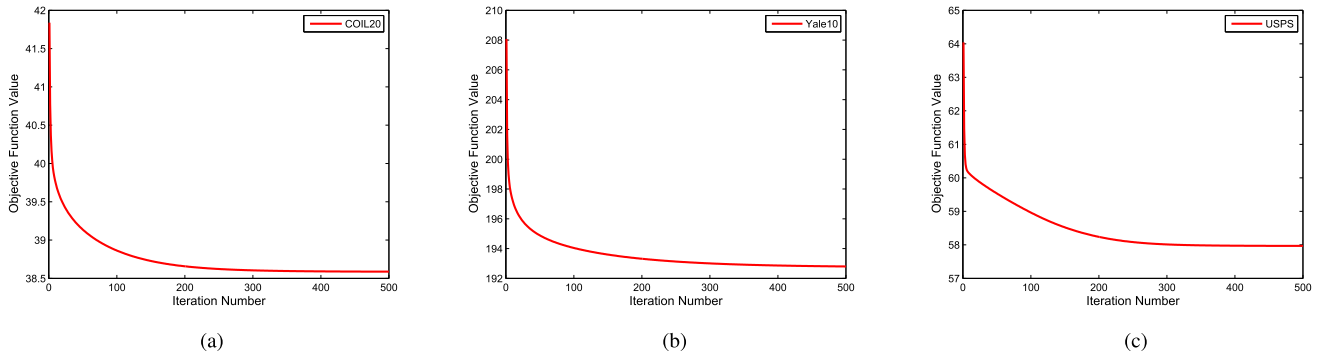 42
41.5
41
40.5
40
39.5
39
38.5
0 100 200 300 400 500
Objective Function Value
Iteration Number
COIL20
(a)
210
208
206
204
202
200
198
196
194
192
0 100 200 300 400 500
Objective Function Value
Iteration Number
Yale10
(b)
65
64
63
62
61
60
59
58
57
0 100 200 300 400 500
Objective Function Value
Iteration Number
USPS
(c)